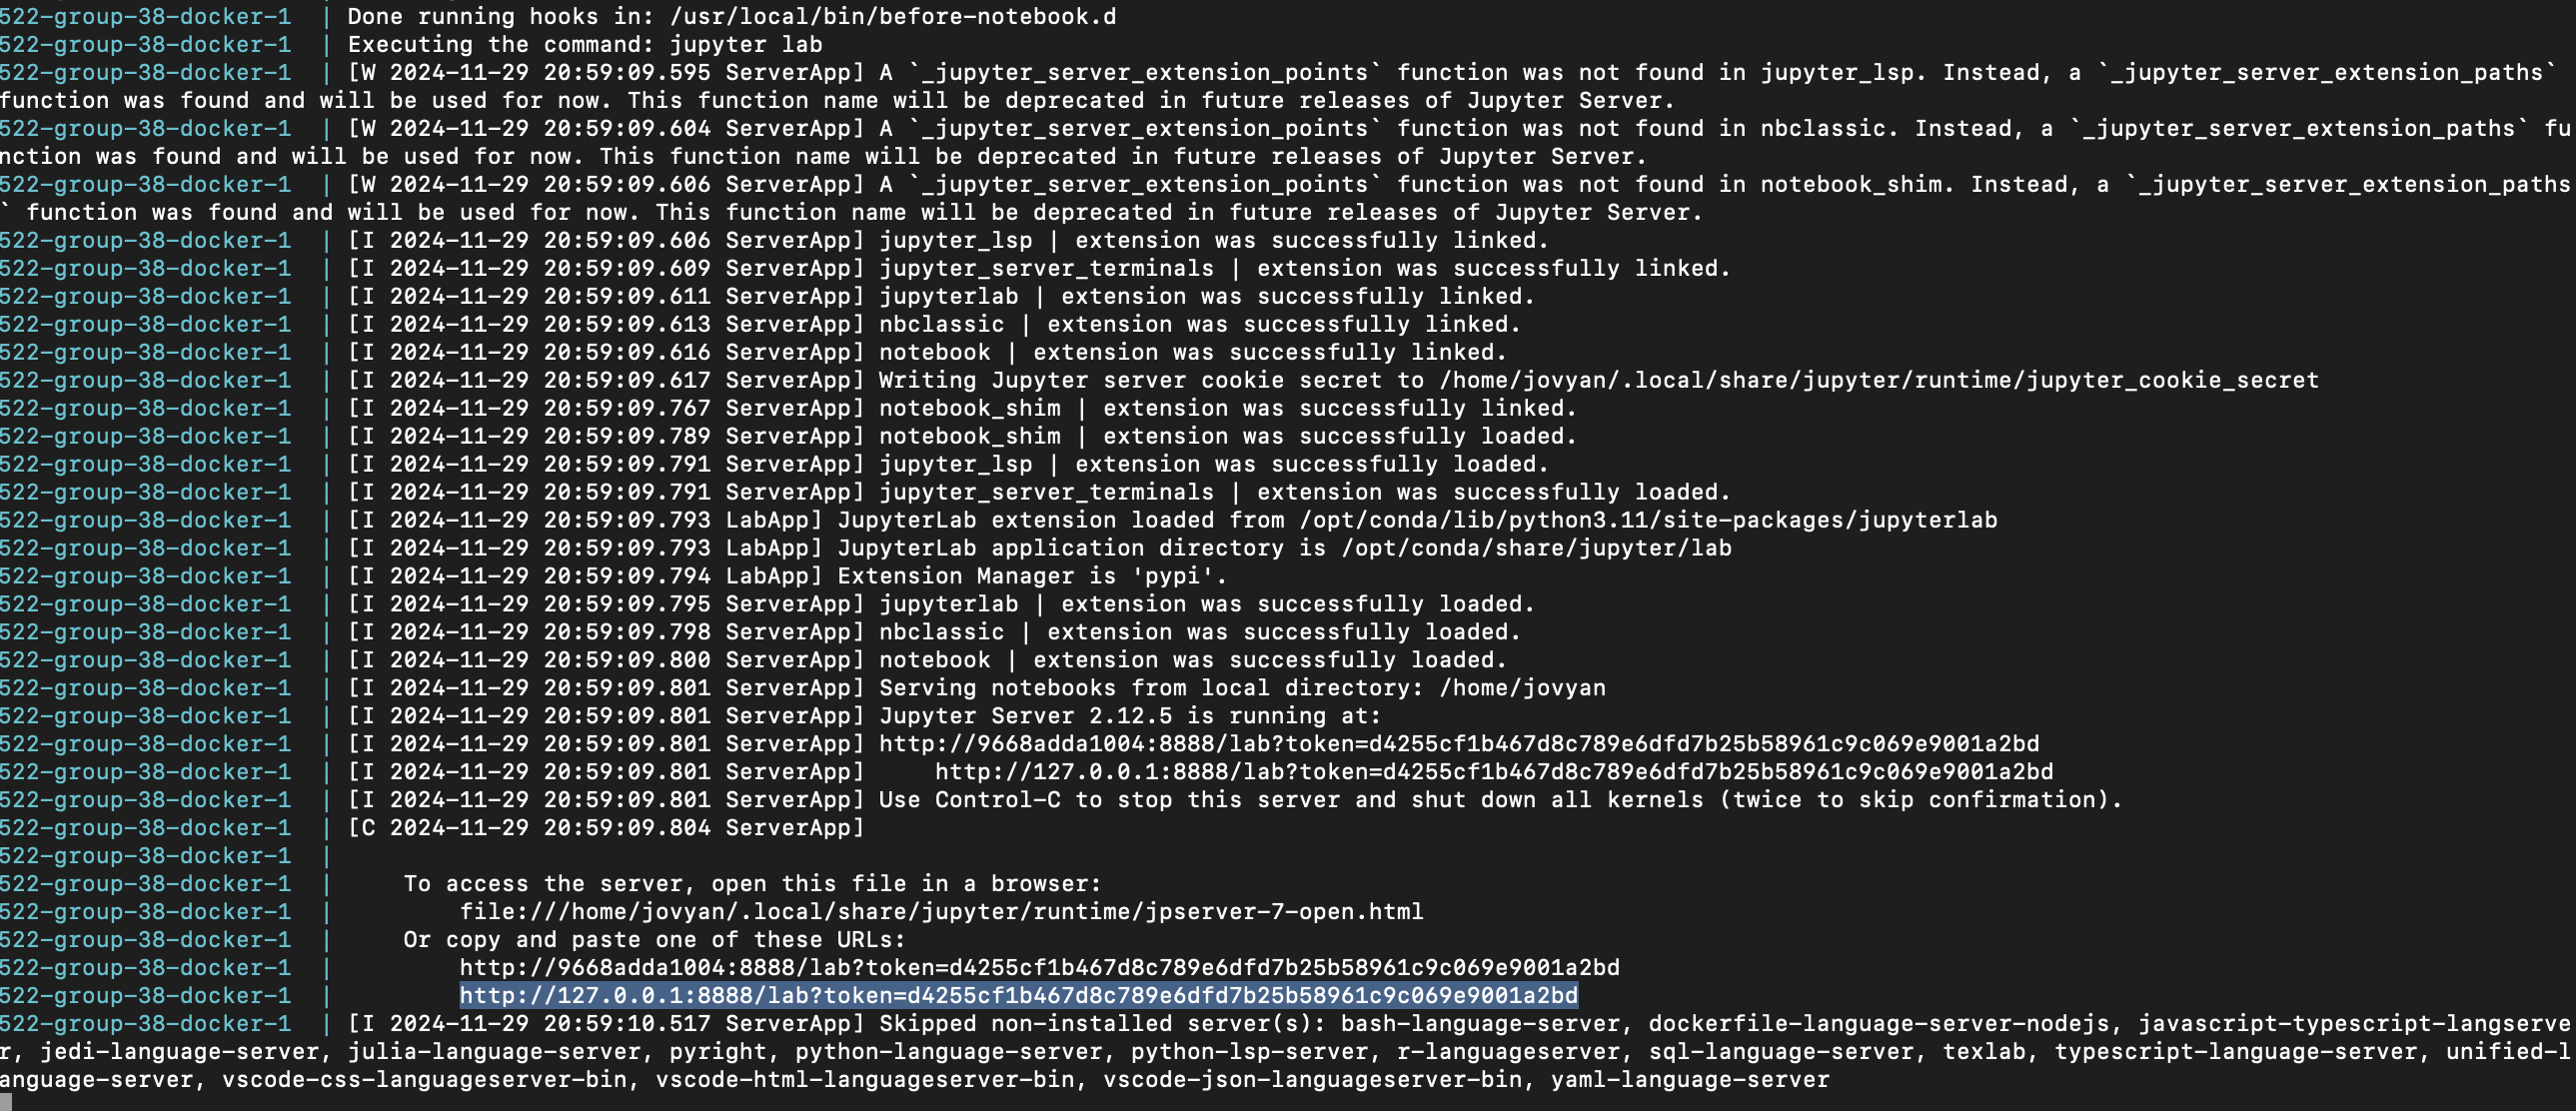 522-group-38-docker-1  | Done running hooks in: /usr/local/bin/before-notebook.d
522-group-38-docker-1  | Executing the command: jupyter lab
522-group-38-docker-1  | [W 2024-11-29 20:59:09.595 ServerApp] A `_jupyter_server_extension_points` function was not found in jupyter_lsp. Instead, a `_jupyter_server_extension_paths`
function was found and will be used for now. This function name will be deprecated in future releases of Jupyter Server.
522-group-38-docker-1  | [W 2024-11-29 20:59:09.604 ServerApp] A `_jupyter_server_extension_points` function was not found in nbclassic. Instead, a `_jupyter_server_extension_paths` fu
nction was found and will be used for now. This function name will be deprecated in future releases of Jupyter Server.
522-group-38-docker-1  | [W 2024-11-29 20:59:09.606 ServerApp] A `_jupyter_server_extension_points` function was not found in notebook_shim. Instead, a `_jupyter_server_extension_paths
` function was found and will be used for now. This function name will be deprecated in future releases of Jupyter Server.
522-group-38-docker-1  | [I 2024-11-29 20:59:09.606 ServerApp] jupyter_lsp | extension was successfully linked.
522-group-38-docker-1  | [I 2024-11-29 20:59:09.609 ServerApp] jupyter_server_terminals | extension was successfully linked.
522-group-38-docker-1  | [I 2024-11-29 20:59:09.611 ServerApp] jupyterlab | extension was successfully linked.
522-group-38-docker-1  | [I 2024-11-29 20:59:09.613 ServerApp] nbclassic | extension was successfully linked.
522-group-38-docker-1  | [I 2024-11-29 20:59:09.616 ServerApp] notebook | extension was successfully linked.
522-group-38-docker-1  | [I 2024-11-29 20:59:09.617 ServerApp] Writing Jupyter server cookie secret to /home/jovyan/.local/share/jupyter/runtime/jupyter_cookie_secret
522-group-38-docker-1  | [I 2024-11-29 20:59:09.767 ServerApp] notebook_shim | extension was successfully linked.
522-group-38-docker-1  | [I 2024-11-29 20:59:09.789 ServerApp] notebook_shim | extension was successfully loaded.
522-group-38-docker-1  | [I 2024-11-29 20:59:09.791 ServerApp] jupyter_lsp | extension was successfully loaded.
522-group-38-docker-1  | [I 2024-11-29 20:59:09.791 ServerApp] jupyter_server_terminals | extension was successfully loaded.
522-group-38-docker-1  | [I 2024-11-29 20:59:09.793 LabApp] JupyterLab extension loaded from /opt/conda/lib/python3.11/site-packages/jupyterlab
522-group-38-docker-1  | [I 2024-11-29 20:59:09.793 LabApp] JupyterLab application directory is /opt/conda/share/jupyter/lab
522-group-38-docker-1  | [I 2024-11-29 20:59:09.794 LabApp] Extension Manager is 'pypi'.
522-group-38-docker-1  | [I 2024-11-29 20:59:09.795 ServerApp] jupyterlab | extension was successfully loaded.
522-group-38-docker-1  | [I 2024-11-29 20:59:09.798 ServerApp] nbclassic | extension was successfully loaded.
522-group-38-docker-1  | [I 2024-11-29 20:59:09.800 ServerApp] notebook | extension was successfully loaded.
522-group-38-docker-1  | [I 2024-11-29 20:59:09.801 ServerApp] Serving notebooks from local directory: /home/jovyan
522-group-38-docker-1  | [I 2024-11-29 20:59:09.801 ServerApp] Jupyter Server 2.12.5 is running at:
522-group-38-docker-1  | [I 2024-11-29 20:59:09.801 ServerApp] http://9668adda1004:8888/lab?token=d4255cf1b467d8c789e6dfd7b25b58961c9c069e9001a2bd
522-group-38-docker-1  | [I 2024-11-29 20:59:09.801 ServerApp]     http://127.0.0.1:8888/lab?token=d4255cf1b467d8c789e6dfd7b25b58961c9c069e9001a2bd
522-group-38-docker-1  | [I 2024-11-29 20:59:09.801 ServerApp] Use Control-C to stop this server and shut down all kernels (twice to skip confirmation).
522-group-38-docker-1  | [C 2024-11-29 20:59:09.804 ServerApp]
522-group-38-docker-1  |
522-group-38-docker-1  |     To access the server, open this file in a browser:
522-group-38-docker-1  |         file:///home/jovyan/.local/share/jupyter/runtime/jpserver-7-open.html
522-group-38-docker-1  |     Or copy and paste one of these URLs:
522-group-38-docker-1  |         http://9668adda1004:8888/lab?token=d4255cf1b467d8c789e6dfd7b25b58961c9c069e9001a2bd
522-group-38-docker-1  |         http://127.0.0.1:8888/lab?token=d4255cf1b467d8c789e6dfd7b25b58961c9c069e9001a2bd
522-group-38-docker-1  | [I 2024-11-29 20:59:10.517 ServerApp] Skipped non-installed server(s): bash-language-server, dockerfile-language-server-nodejs, javascript-typescript-langserve
r, jedi-language-server, julia-language-server, pyright, python-language-server, python-lsp-server, r-languageserver, sql-language-server, texlab, typescript-language-server, unified-l
anguage-server, vscode-css-languageserver-bin, vscode-html-languageserver-bin, vscode-json-languageserver-bin, yaml-language-server